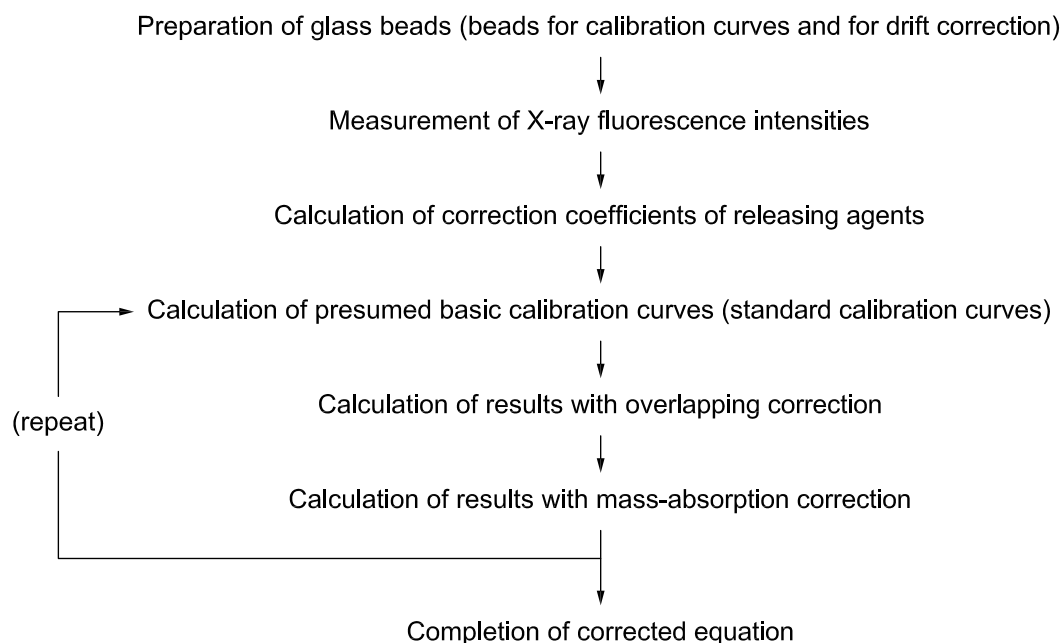 Preparation of glass beads (beads for calibration curves and for drift correction)
Measurement of X-ray fluorescence intensities
Calculation of correction coefficients of releasing agents
Calculation of presumed basic calibration curves (standard calibration curves)
Calculation of results with overlapping correction
(repeat)
Calculation of results with mass-absorption correction
Completion of corrected equation